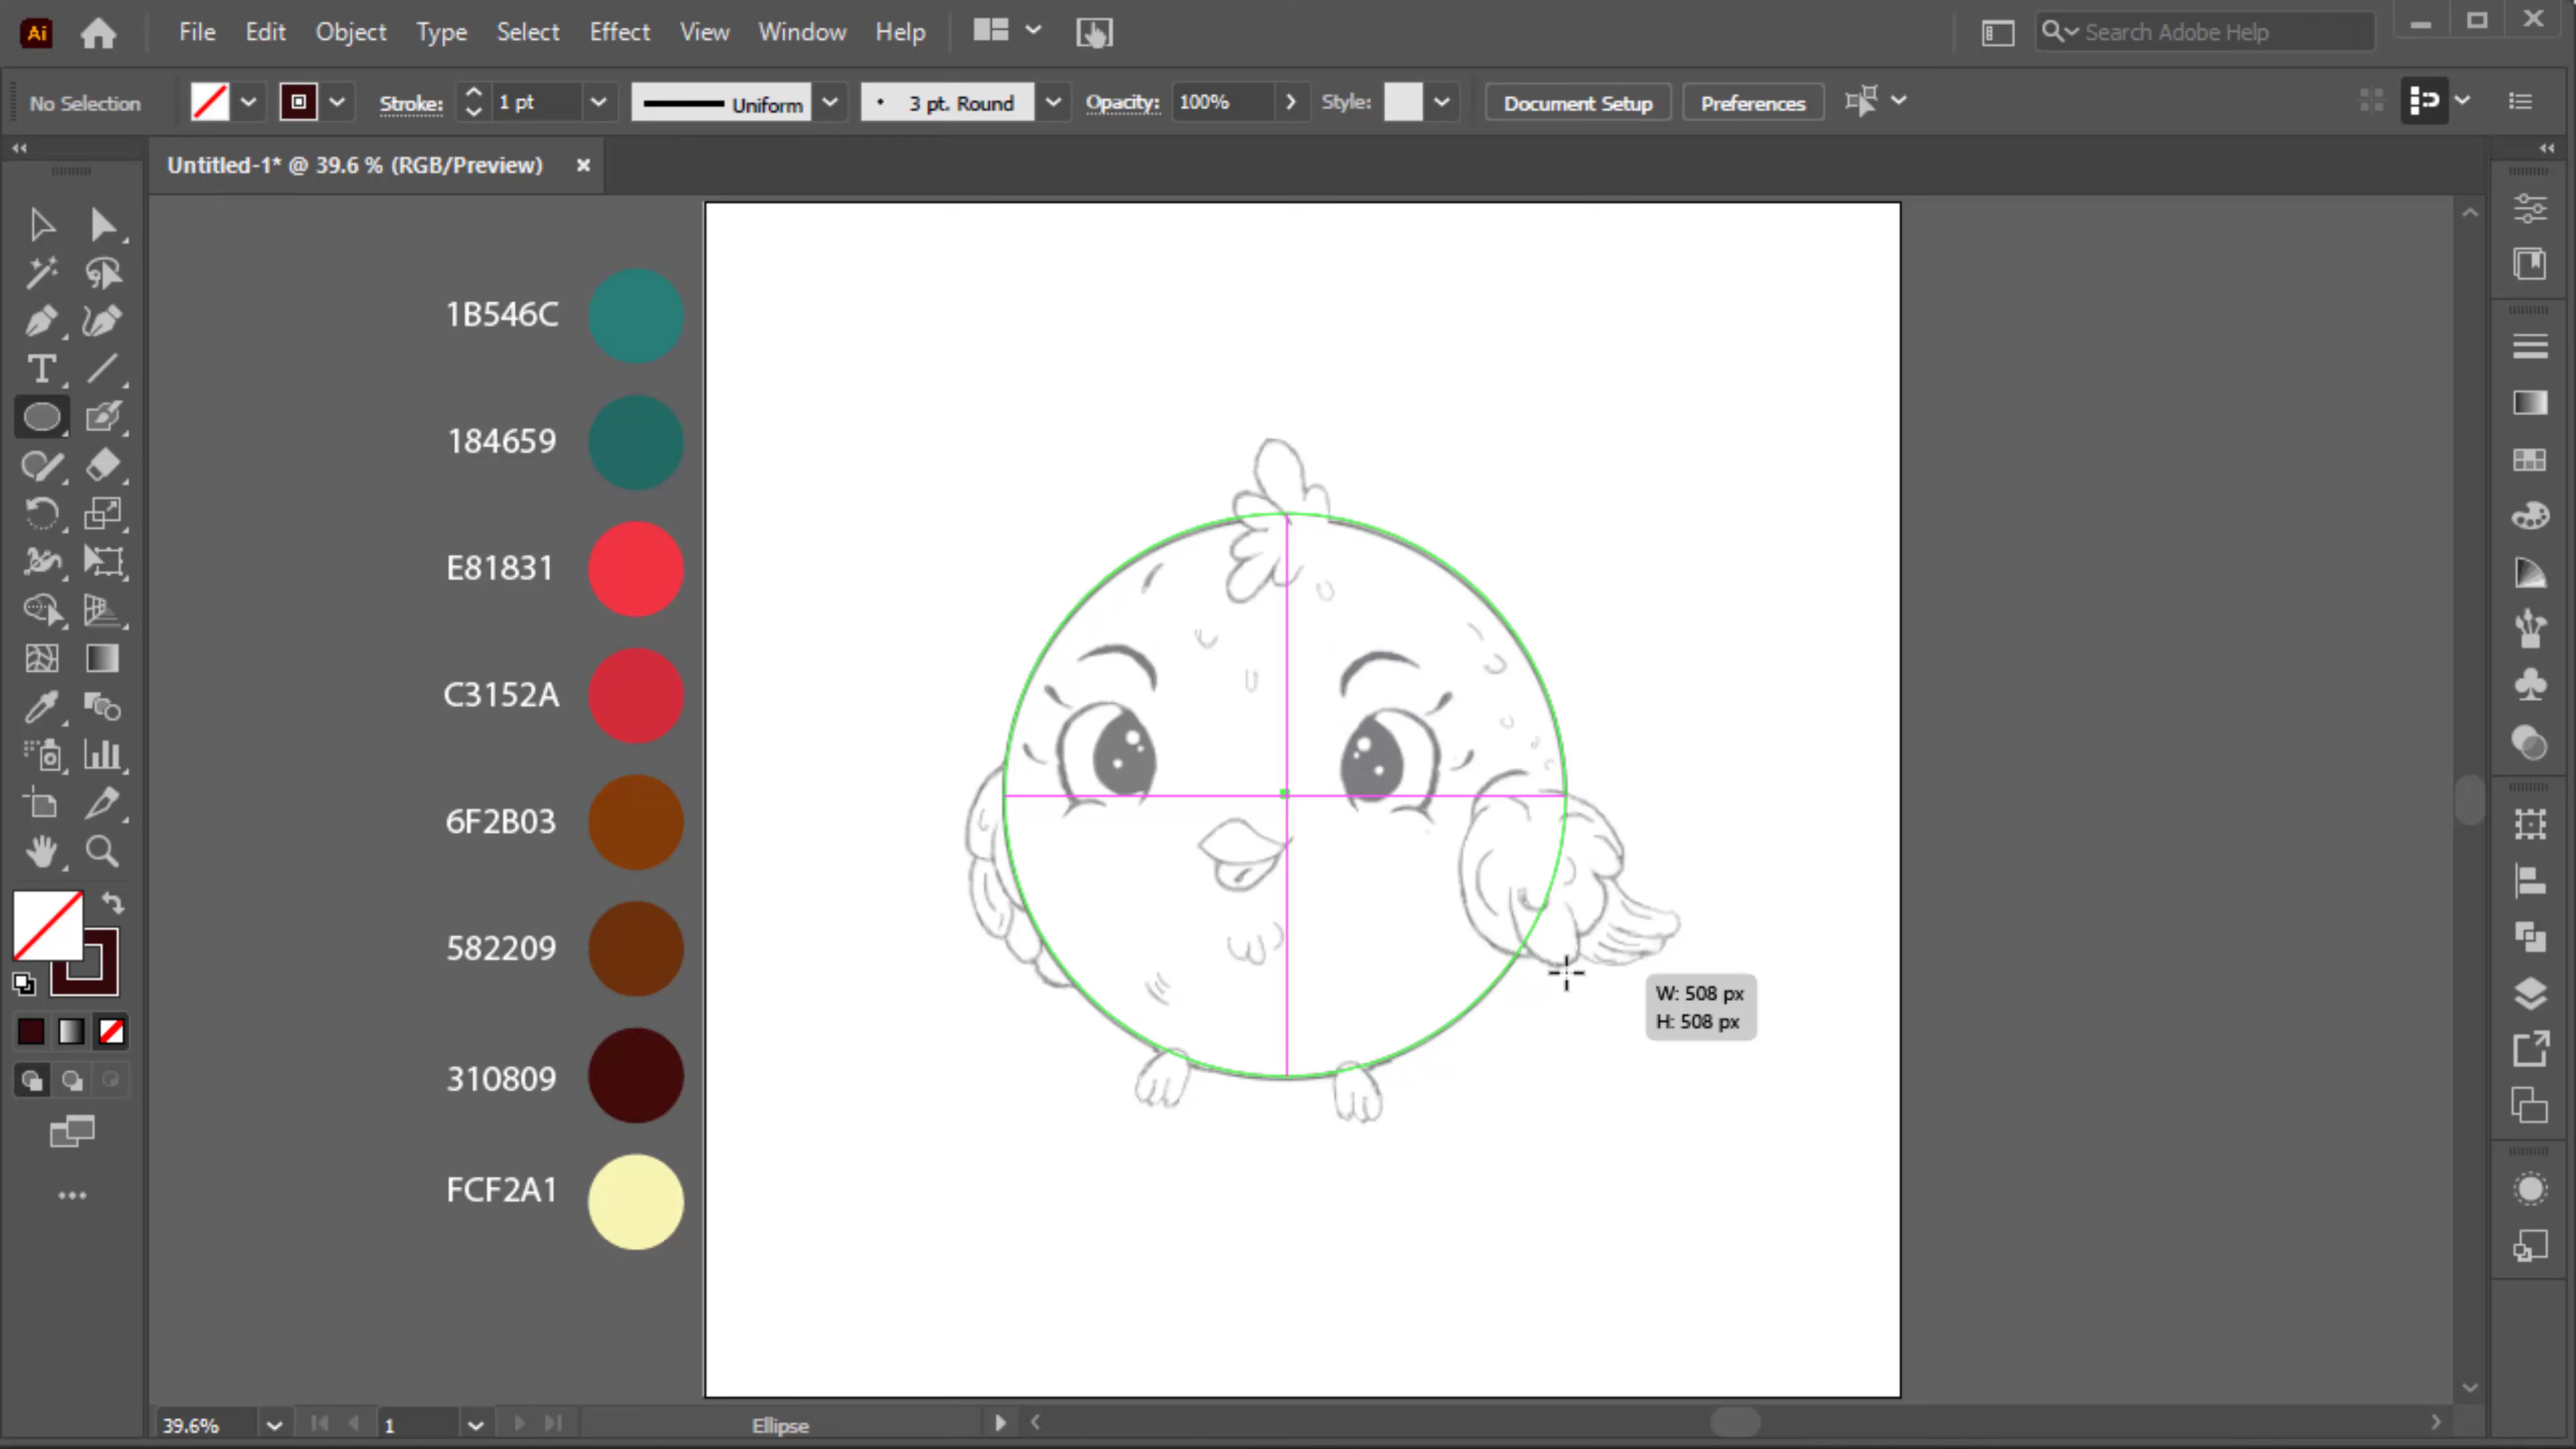 Ai File Edit Object Type Select Effect View Window Help Search Adobe Help
No Selection Stroke: 1 pt Uniform 3 pt. Round Opacity: 100% Style: Document Setup Preferences
Untitled-1* @ 39.6 % (RGB/Preview)
1B546C
184659
E81831
C3152A
6F2B03
582209
310809
FCF2A1
W: 508 px
H: 508 px
39.6% 1 Ellipse